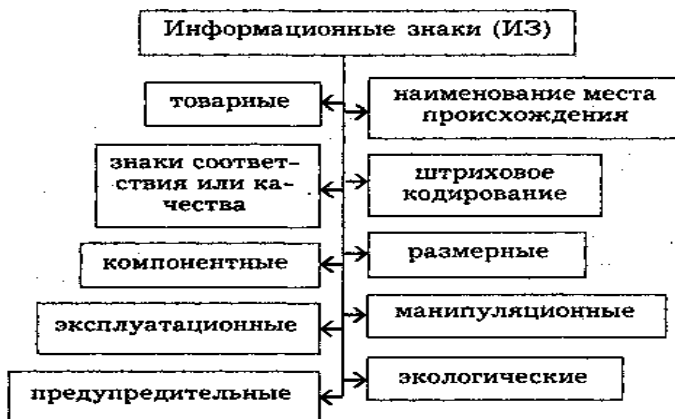 Информационные знаки (ИЗ)
товарные
наименование места
происхождения
знаки соответ-
ствия или ка-
чества
штриховое
кодирование
компонентные
размерные
эксплуатационные
манипуляционные
предупредительные
экологические